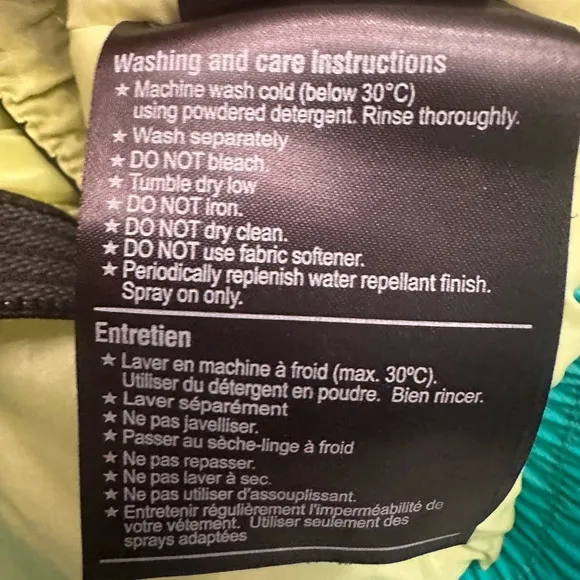 Washing and care Instructions
★ Machine wash cold (below 30°C)
using powdered detergent. Rinse thoroughly.
★ Wash separately
★ DO NOT bleach.
★ Tumble dry low
★ DO NOT iron.
★ DO NOT dry clean.
★ DO NOT use fabric softener.
★ Periodically replenish water repellant finish.
Spray on only.
Entretien
★ Laver en machine à froid (max. 30ºC).
Utiliser du détergent en poudre. Bien rincer.
★ Laver séparément
★ Ne pas javelliser.
★ Passer au sèche-linge à froid
★ Ne pas repasser.
★ Ne pas laver à sec.
★ Ne pas utiliser d'assouplissant.
★ Entretenir régulièrement l'imperméabilité de
votre vêtement. Utiliser seulement des
sprays adaptées